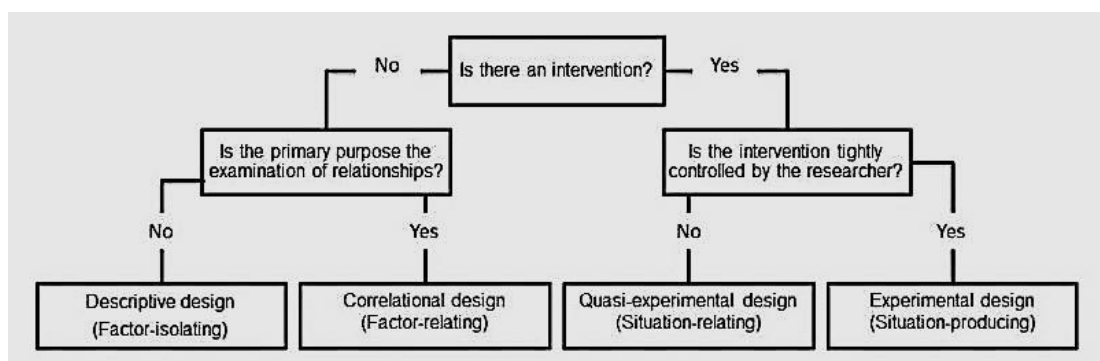 No
Is there an intervention?
Yes
Is the primary purpose the
examination of relationships?
Is the intervention tightly
controlled by the researcher?
No
Yes
No
Yes
Descriptive design
(Factor-isolating)
Correlational design
(Factor-relating)
Quasi-experimental design
(Situation-relating)
Experimental design
(Situation-producing)